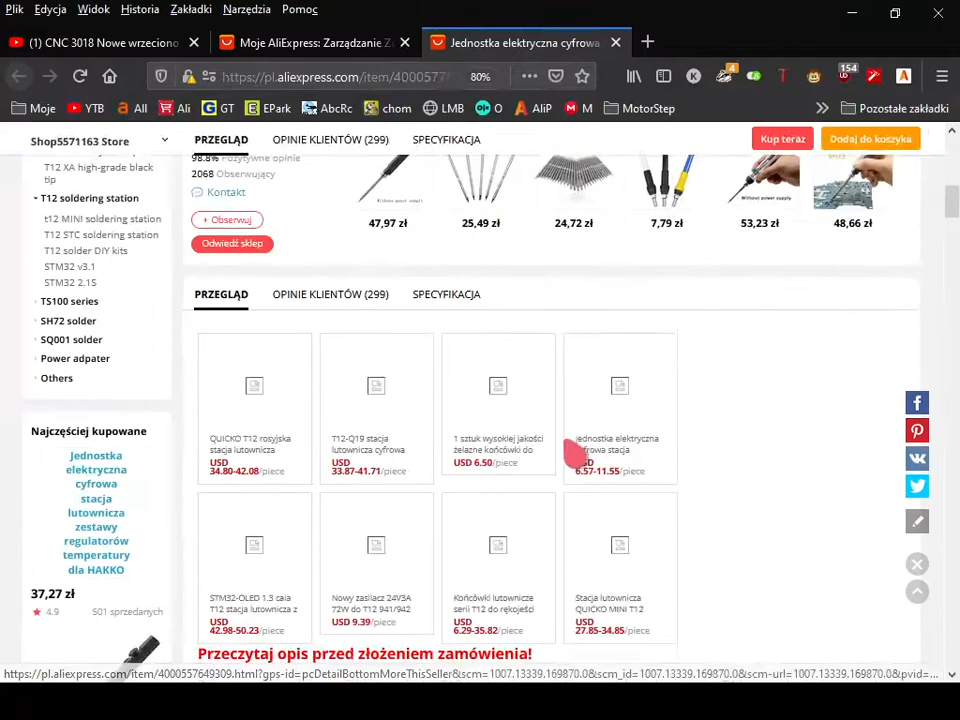 Plik Edycja Widok Historia Zakładki Narzędzia Pomoc
(1) CNC 3018 Nowe wrzeciono
Moje AliExpress: Zarządzanie Z
Jednostka elektryczna cyfrowa
https://pl.aliexpress.com/item/4000557 80%
4 154
Moje YTB All Ali GT EPark AbcRc chom LMB O AliP M MotorStep Pozostałe zakładki
Shop5571163 Store
PRZEGLĄD OPINIE KLIENTÓW (299) SPECYFIKACJA
Kup teraz Dodaj do koszyka
T12 XA high-grade black
tip
T12 soldering station
t12 MINI soldering station
T12 STC soldering station
T12 solder DIY kits
STM32 v3.1
STM32 2.15
TS100 series
SH72 solder
SQ001 solder
Power adpater
Others
98.8% Pozytywne opinie
2068 Obserwujący
Kontakt
+ Obserwuj
Odwiedź sklep
Without power supply
47,97 zł 25,49 zł 24,72 zł 7,79 zł 53,23 zł 48,66 zł
PRZEGLĄD OPINIE KLIENTÓW (299) SPECYFIKACJA
QUICKO T12 rosyjska
stacja lutownicza
USD
34.80-42.08/piece
T12-Q19 stacja
lutownicza cyfrowa
USD
33.87-41.71/piece
1 sztuk wysokiej jakości
żelazne końcówki do
USD 6.50/piece
Jednostka elektryczna
cyfrowa stacja
USD
6.57-11.55/piece
STM32-OLED 1.3 cala
T12 stacja lutownicza z
USD
42.98-50.23/piece
Nowy zasilacz 24V3A
72W do T12 941/942
USD 9.39/piece
Końcówki lutownicze
serii T12 do rękojeści
USD
6.29-35.82/piece
Stacja lutownicza
QUICKO MINI T12
USD
27.85-34.85/piece
Przeczytaj opis przed złożeniem zamówienia!
Najczęściej kupowane
Jednostka
elektryczna
cyfrowa
stacja
lutownicza
zestawy
regulatorów
temperatury
dla HAKKO
37,27 zł
4.9 501 sprzedanych
https://pl.aliexpress.com/item/4000557649309.html?gps-id=pcDetailBottomMoreThisSeller&scm=1007.13339.169870.0&scm_id=1007.13339.169870.0&scm-url=1007.13339.169870.0&pvid=...